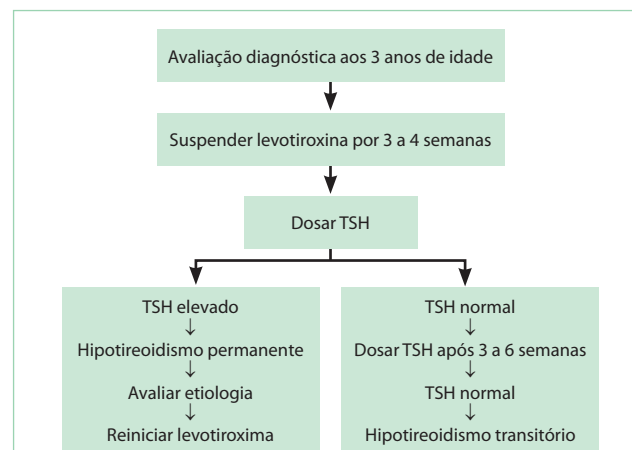 Avaliação diagnóstica aos 3 anos de idade
Suspender levotiroxina por 3 a 4 semanas
Dosar TSH
TSH elevado
↓
Hipotireoidismo permanente
↓
Avaliar etiologia
↓
Reiniciar levotiroxima
TSH normal
↓
Dosar TSH após 3 a 6 semanas
↓
TSH normal
↓
Hipotireoidismo transitório